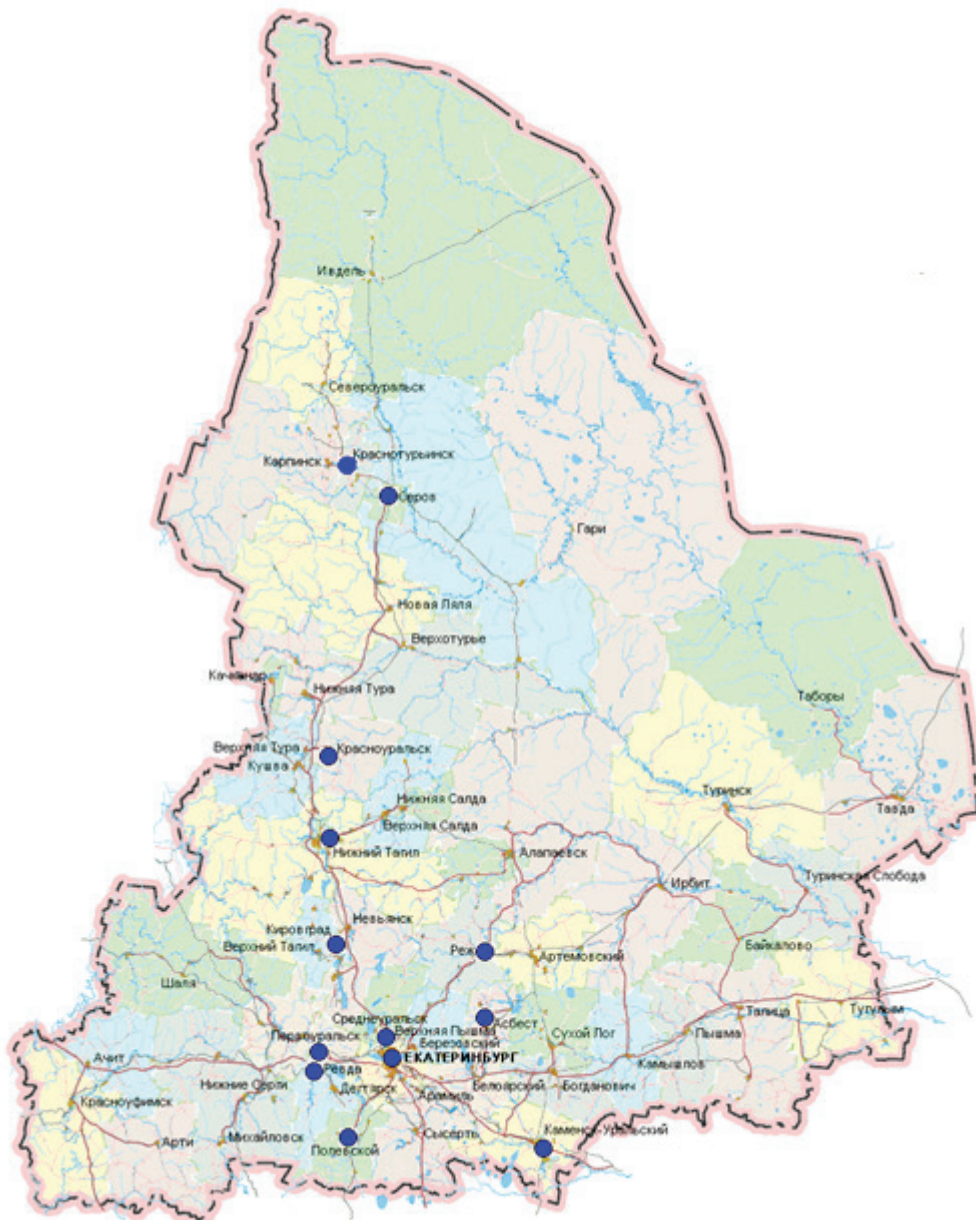 Ивдель
Североуральск
Краснотурьинск
Карпинск
Серов
Гари
Новая Ляля
Верхотурье
Качканар
Нижняя Тура
Таборы
Верхняя Тура
Красноуральск
Кушва
Туринск
Тавда
Нижняя Салда
Верхняя Салда
Нижний Тагил
Алапаевск
Туринская Слобода
Ирбит
Невьянск
Кировград
Верхний Тагил
Реж
Артемовский
Байкалово
Шаля
Талица
Тугулым
Среднеуральск
Асбест
Верхняя Пышма
Сухой Лог
Пышма
Первоуральск
Березовский
Ачит
ЕКАТЕРИНБУРГ
Камышлов
Ревда
Нижние Серги
Дегтярск
Белоярский
Богданович
Арамиль
Красноуфимск
Арти
Михайловск
Сысерть
Каменск-Уральский
Полевской